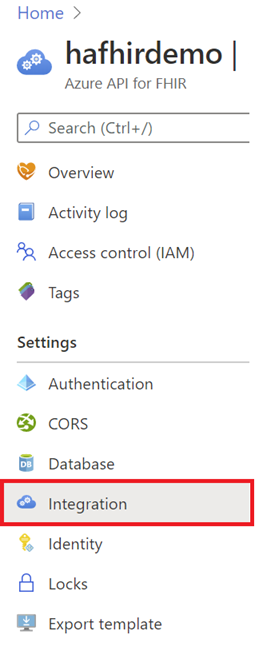 Home >
hafhirdemo |
Azure API for FHIR
Search (Ctrl+/)
Overview
Activity log
Access control (IAM)
Tags
Settings
Authentication
CORS
DB Database
Integration
Identity
Locks
Export template